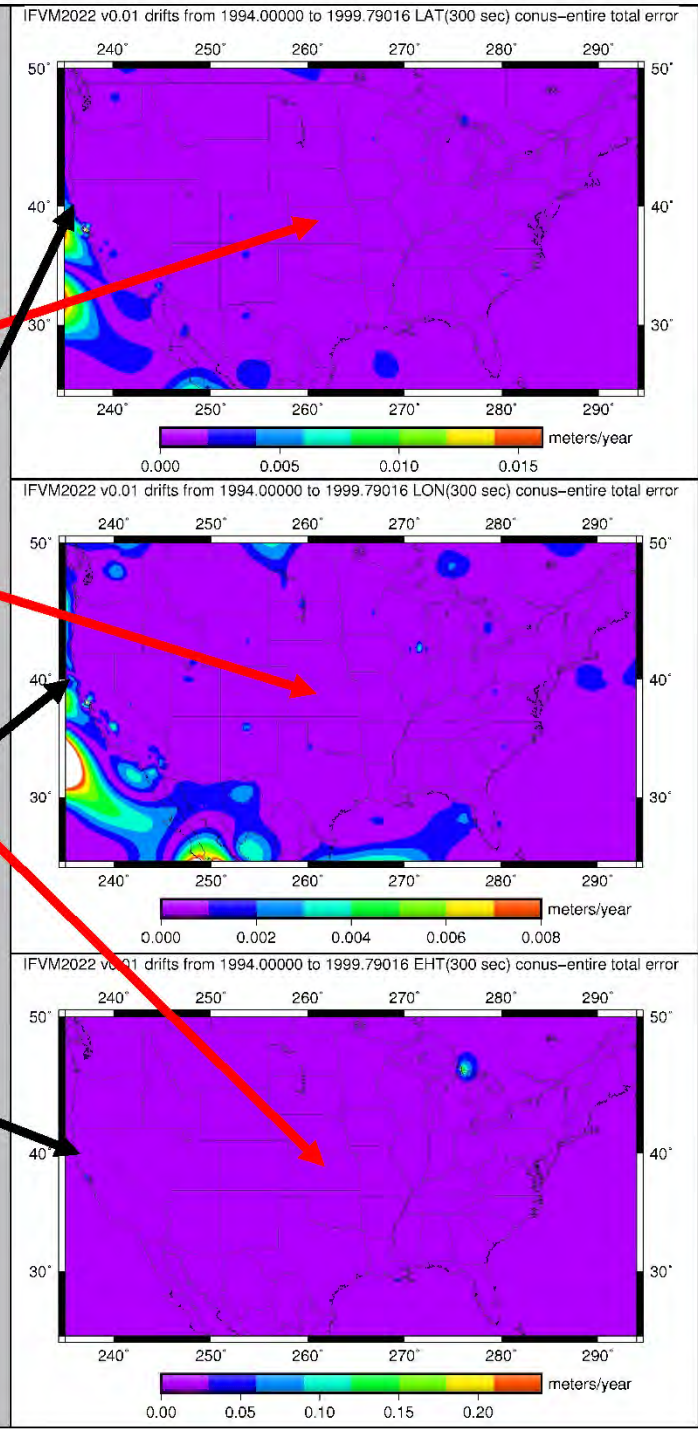 IFVM2022 v0.01 drifts from 1994.00000 to 1999.79016 LAT(300 sec) conus−entire total error
240˚ 250˚ 260˚ 270˚ 280˚ 290˚
50˚ 50˚
40˚ 40˚
30˚ 30˚
240˚ 250˚ 260˚ 270˚ 280˚ 290˚
meters/year
0.000 0.005 0.010 0.015
IFVM2022 v0.01 drifts from 1994.00000 to 1999.79016 LON(300 sec) conus−entire total error
240˚ 250˚ 260˚ 270˚ 280˚ 290˚
50˚ 50˚
40˚ 40˚
30˚ 30˚
240˚ 250˚ 260˚ 270˚ 280˚ 290˚
meters/year
0.000 0.002 0.004 0.006 0.008
IFVM2022 v0.01 drifts from 1994.00000 to 1999.79016 EHT(300 sec) conus−entire total error
240˚ 250˚ 260˚ 270˚ 280˚ 290˚
50˚ 50˚
40˚ 40˚
30˚ 30˚
240˚ 250˚ 260˚ 270˚ 280˚ 290˚
meters/year
0.00 0.05 0.10 0.15 0.20